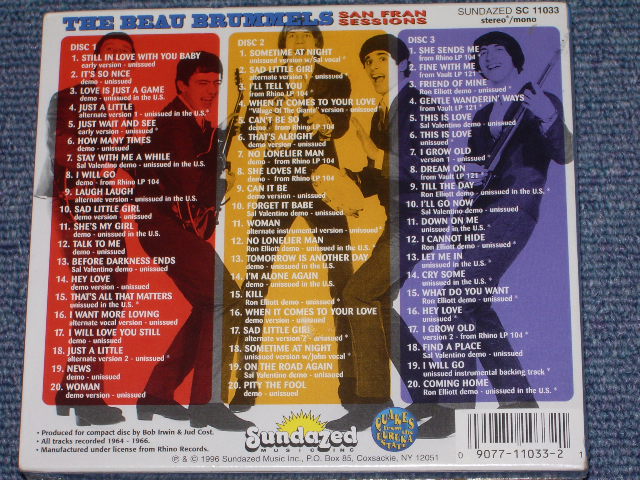 THE BEAU BRUMMELS
SAN FRAN
SESSIONS
SUNDAZED SC 11033
stereo*/mono
DISC 1
1. STILL IN LOVE WITH YOU BABY
early version - unissued
2. IT'S SO NICE
demo - unissued
3. LOVE IS JUST A GAME
demo - unissued in the U.S.
4. JUST A LITTLE
alternate version 1 - unissued in the U.S.*
5. JUST WAIT AND SEE
early version - unissued *
6. HOW MANY TIMES
demo - unissued
7. STAY WITH ME A WHILE
Sal Valentino demo - unissued in the U.S.
8. I WILL GO
demo - from Rhino LP 104
9. LAUGH LAUGH
alternate version - unissued in the U.S.
10. SAD LITTLE GIRL
demo - unissued
11. SHE'S MY GIRL
demo - unissued in the U.S.
12. TALK TO ME
demo - unissued
13. BEFORE DARKNESS ENDS
Sal Valentino demo - unissued
14. HEY LOVE
demo version - unissued
15. THAT'S ALL THAT MATTERS
unissued in the U.S. *
16. I WANT MORE LOVING
alternate vocal version - unissued
17. I WILL LOVE YOU STILL
demo - unissued
18. JUST A LITTLE
alternate version 2 - unissued *
19. NEWS
demo - unissued
20. WOMAN
demo version - unissued
DISC 2
1. SOMETIME AT NIGHT
unissued version w/Sal vocal *
2. SAD LITTLE GIRL
alternate version 1 - unissued *
3. I'LL TELL YOU
from Rhino LP 104 *
4. WHEN IT COMES TO YOUR LOVE
"Village Of The Giants" version - unissued
5. CAN'T BE SO
demo - from Rhino LP 104
6. THAT'S ALRIGHT
demo version - unissued
7. NO LONELIER MAN
demo - from Rhino LP 104
8. SHE LOVES ME
demo - from Rhino LP 104
9. CAN IT BE
demo version - unissued
10. FORGET IT BABE
Sal Valentino demo - unissued
11. WOMAN
alternate instrumental version - unissued *
12. NO LONELIER MAN
Ron Elliott demo - unissued in the U.S. *
13. TOMORROW IS ANOTHER DAY
Ron Elliott demo - unissued *
14. I'M ALONE AGAIN
demo - unissued in the U.S.
15. KILL
Ron Elliott demo - unissued *
16. WHEN IT COMES TO YOUR LOVE
demo version - unissued
17. SAD LITTLE GIRL
alternate version 2 - unissued *
18. SOMETIME AT NIGHT
unissued version w/John vocal *
19. ON THE ROAD AGAIN
Sal Valentino demo - unissued
20. PITY THE FOOL
demo - unissued
DISC 3
1. SHE SENDS ME
from Rhino LP 104 *
2. FINE WITH ME
from Vault LP 121 *
3. FRIEND OF MINE
Ron Elliott demo - unissued *
4. GENTLE WANDERIN' WAYS
from Vault LP 121 *
5. THIS IS LOVE
Sal Valentino demo - unissued
6. THIS IS LOVE
unissued *
7. I GROW OLD
version 1 - unissued *
8. DREAM ON
from Vault LP 121 *
9. TILL THE DAY
Ron Elliott demo - unissued in the U.S. *
10. I'LL GO NOW
Sal Valentino demo - unissued
11. DOWN ON ME
unissued in the U.S. *
12. I CANNOT HIDE
Ron Elliott demo - unissued in the U.S. *
13. LET ME IN
unissued in the U.S. *
14. CRY SOME
demo - unissued in the U.S. *
15. WHAT DO YOU WANT
Ron Elliott demo - unissued *
16. HEY LOVE
unissued *
17. I GROW OLD
version 2 - from Rhino LP 104 *
18. FIND A PLACE
Sal Valentino demo - unissued
19. I WILL GO
unissued instrumental backing track *
20. COMING HOME
Ron Elliott demo - unissued in the U.S. *
• Produced for compact disc by Bob Irwin & Jud Cost.
• All tracks recorded 1964 - 1966.
• Manufactured under license from Rhino Records.
Sundazed
MUSIC INC
QUAKES from the EUREKA STATE
℗ & © 1996 Sundazed Music Inc., P.O. Box 85, Coxsackie, NY 12051
0 9077-11033-2 1